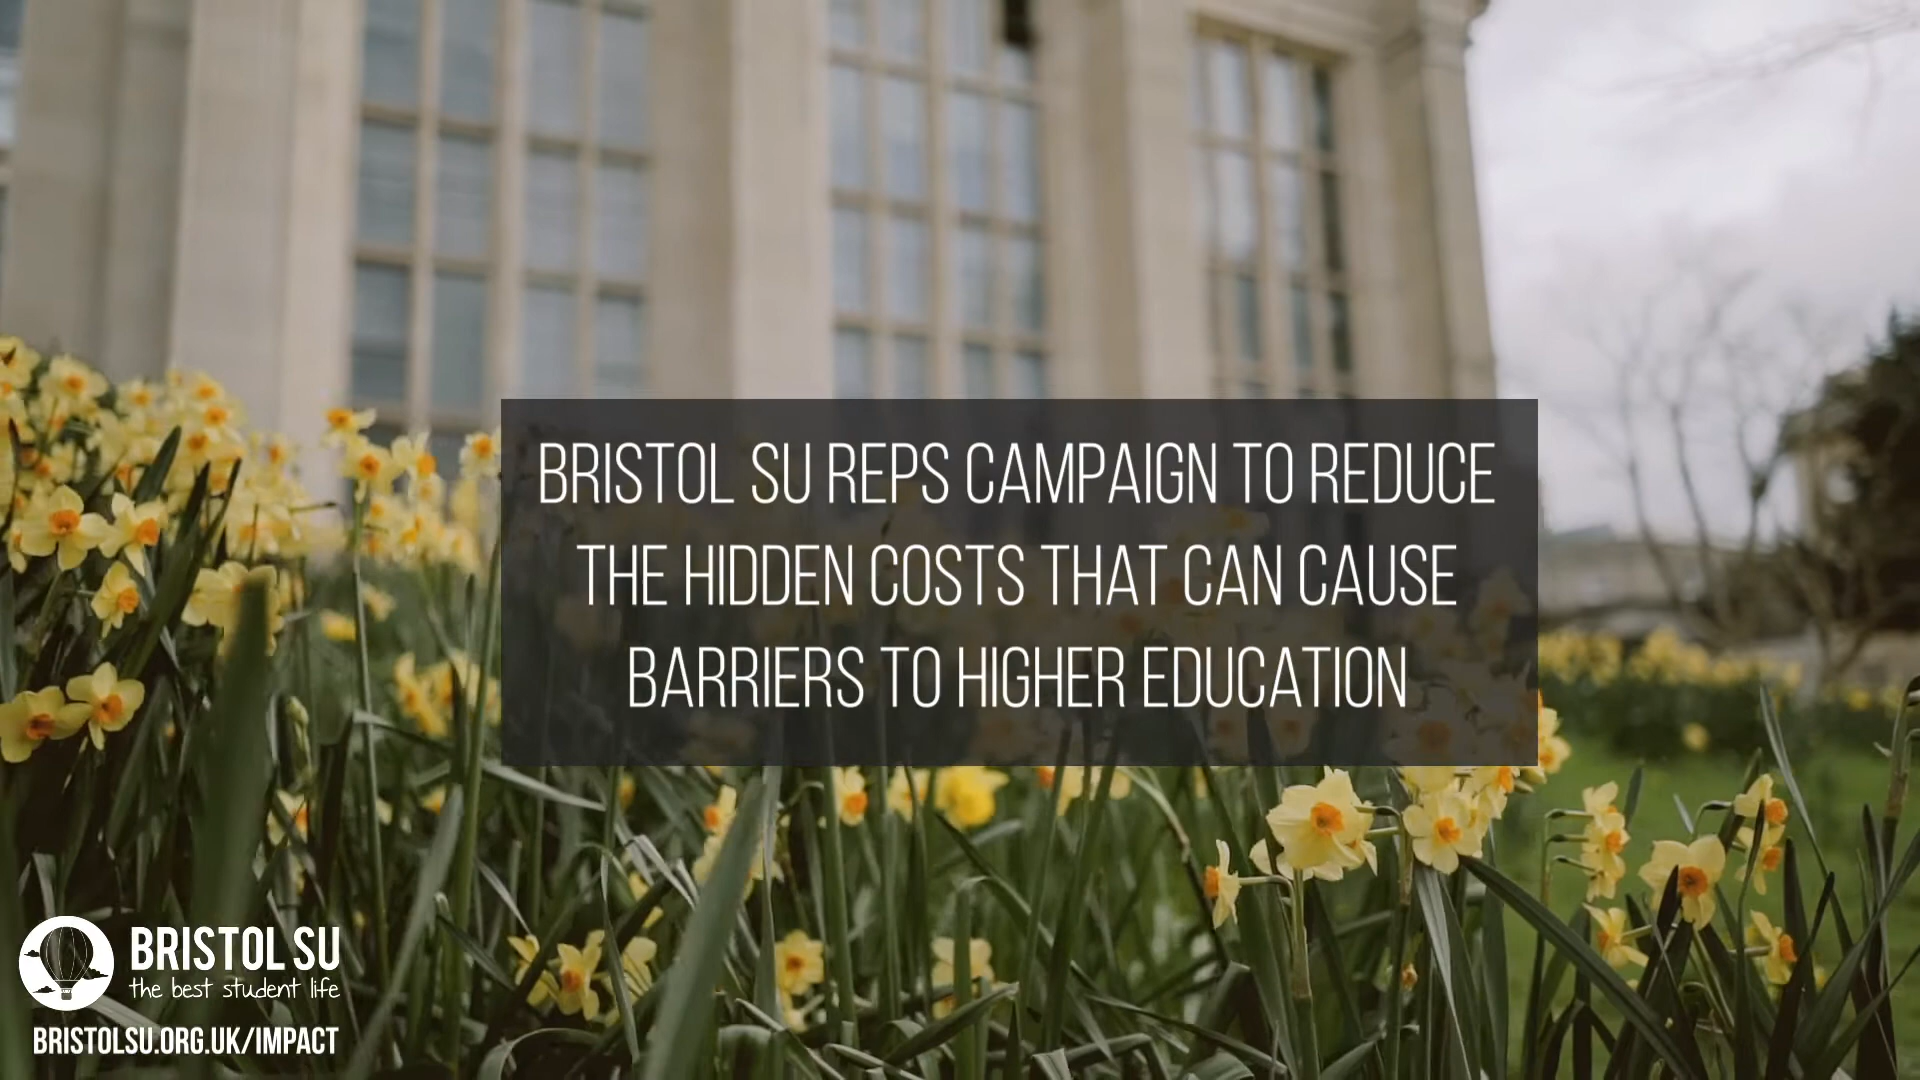 BRISTOL SU REPS CAMPAIGN TO REDUCE
THE HIDDEN COSTS THAT CAN CAUSE
BARRIERS TO HIGHER EDUCATION
BRISTOL SU
the best student life
BRISTOLSU.ORG.UK/IMPACT